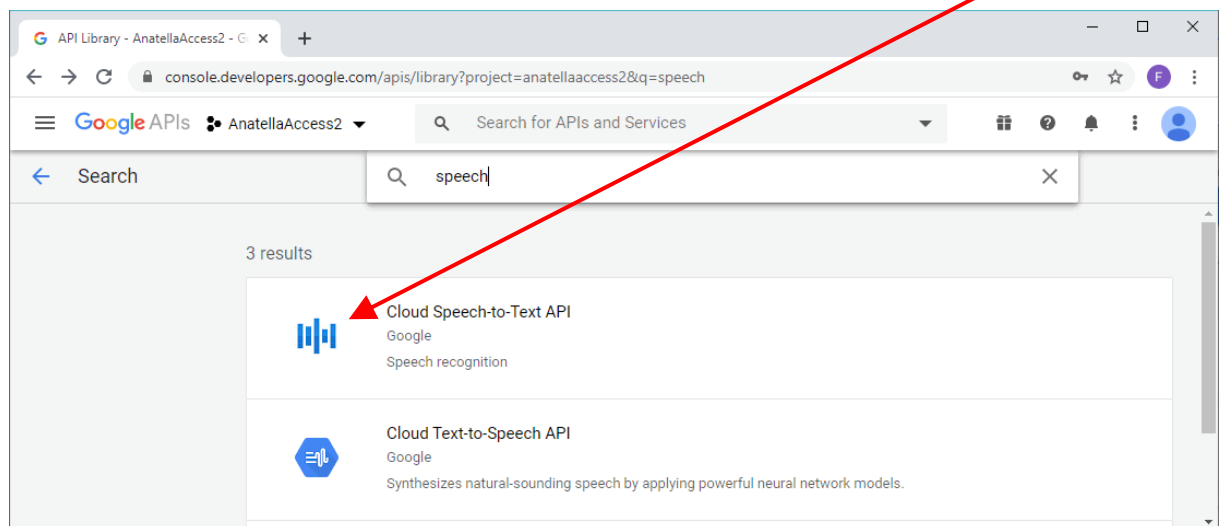 API Library - AnatellaAccess2 - G
console.developers.google.com/apis/library?project=anatellaaccess2&q=speech
F
Google APIs AnatellaAccess2 Search for APIs and Services
Search speech
3 results
Cloud Speech-to-Text API
Google
Speech recognition
Cloud Text-to-Speech API
Google
Synthesizes natural-sounding speech by applying powerful neural network models.